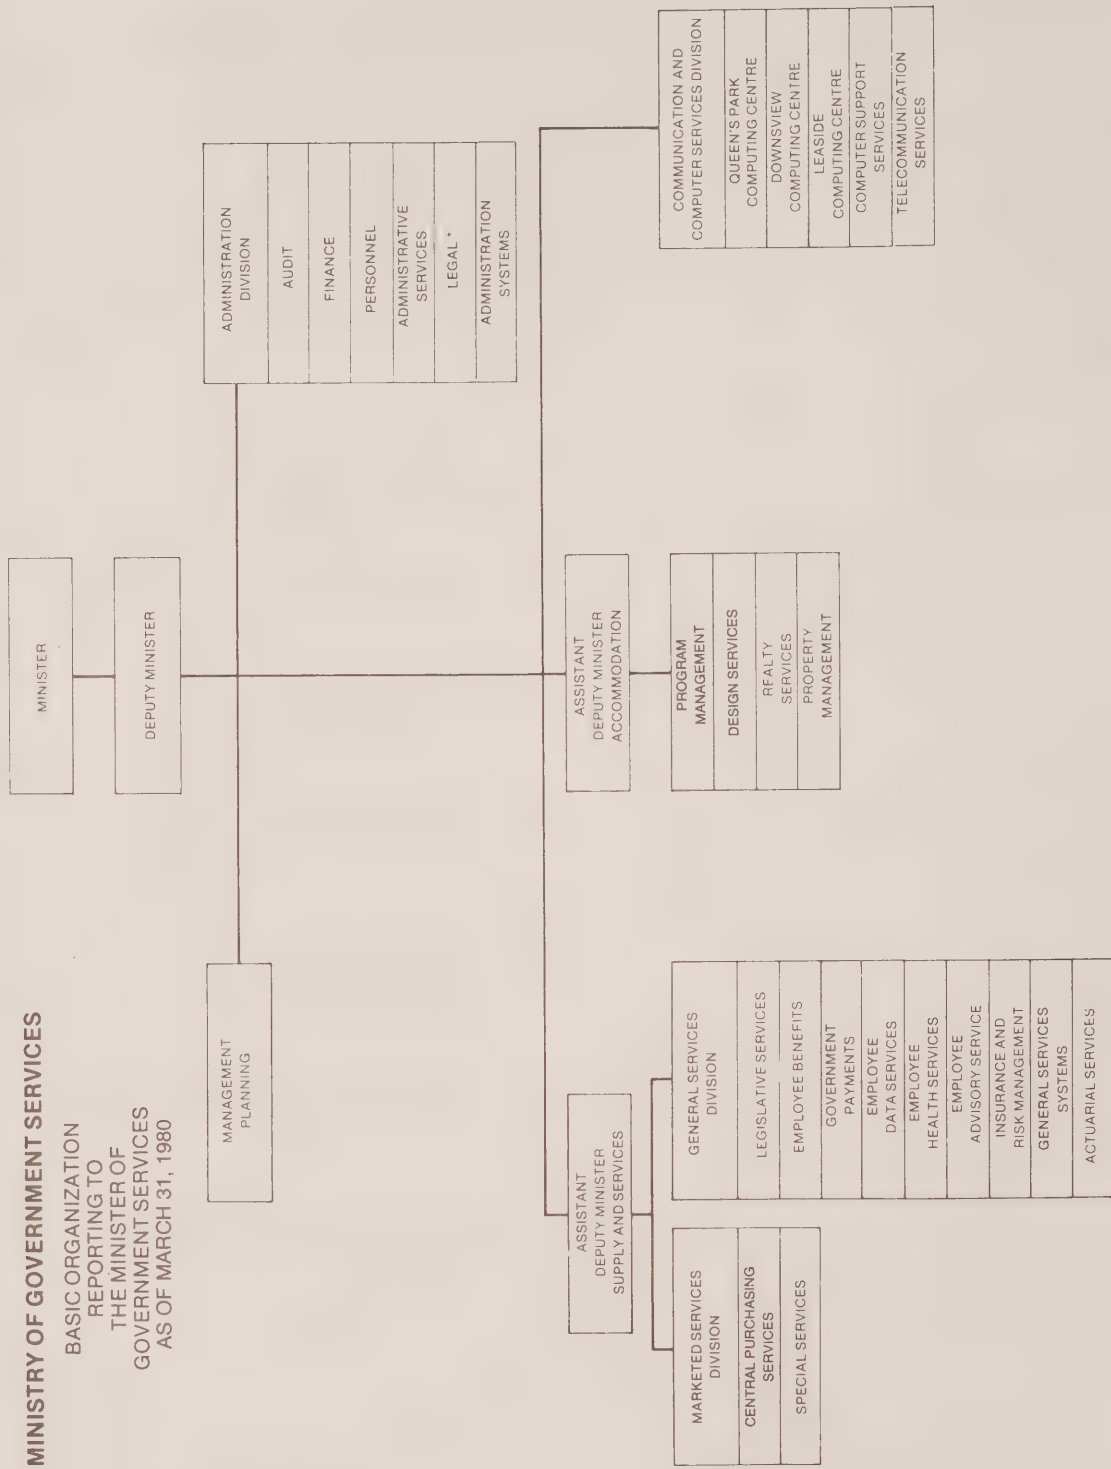 MINISTRY OF GOVERNMENT SERVICES
BASIC ORGANIZATION
REPORTING TO
THE MINISTER OF
GOVERNMENT SERVICES
AS OF MARCH 31, 1980
MINISTER
DEPUTY MINISTER
MANAGEMENT
PLANNING
ADMINISTRATION
DIVISION
AUDIT
FINANCE
PERSONNEL
ADMINISTRATIVE
SERVICES
LEGAL *
ADMINISTRATION
SYSTEMS
ASSISTANT
DEPUTY MINISTER
SUPPLY AND SERVICES
MARKETED SERVICES
DIVISION
CENTRAL PURCHASING
SERVICES
SPECIAL SERVICES
GENERAL SERVICES
DIVISION
LEGISLATIVE SERVICES
EMPLOYEE BENEFITS
GOVERNMENT
PAYMENTS
EMPLOYEE
DATA SERVICES
EMPLOYEE
HEALTH SERVICES
EMPLOYEE
ADVISORY SERVICE
INSURANCE AND
RISK MANAGEMENT
GENERAL SERVICES
SYSTEMS
ACTUARIAL SERVICES
ASSISTANT
DEPUTY MINISTER
ACCOMMODATION
PROGRAM
MANAGEMENT
DESIGN SERVICES
REALTY
SERVICES
PROPERTY
MANAGEMENT
COMMUNICATION AND
COMPUTER SERVICES DIVISION
QUEEN'S PARK
COMPUTING CENTRE
DOWNSVIEW
COMPUTING CENTRE
LEASIDE
COMPUTING CENTRE
COMPUTER SUPPORT
SERVICES
TELECOMMUNICATION
SERVICES